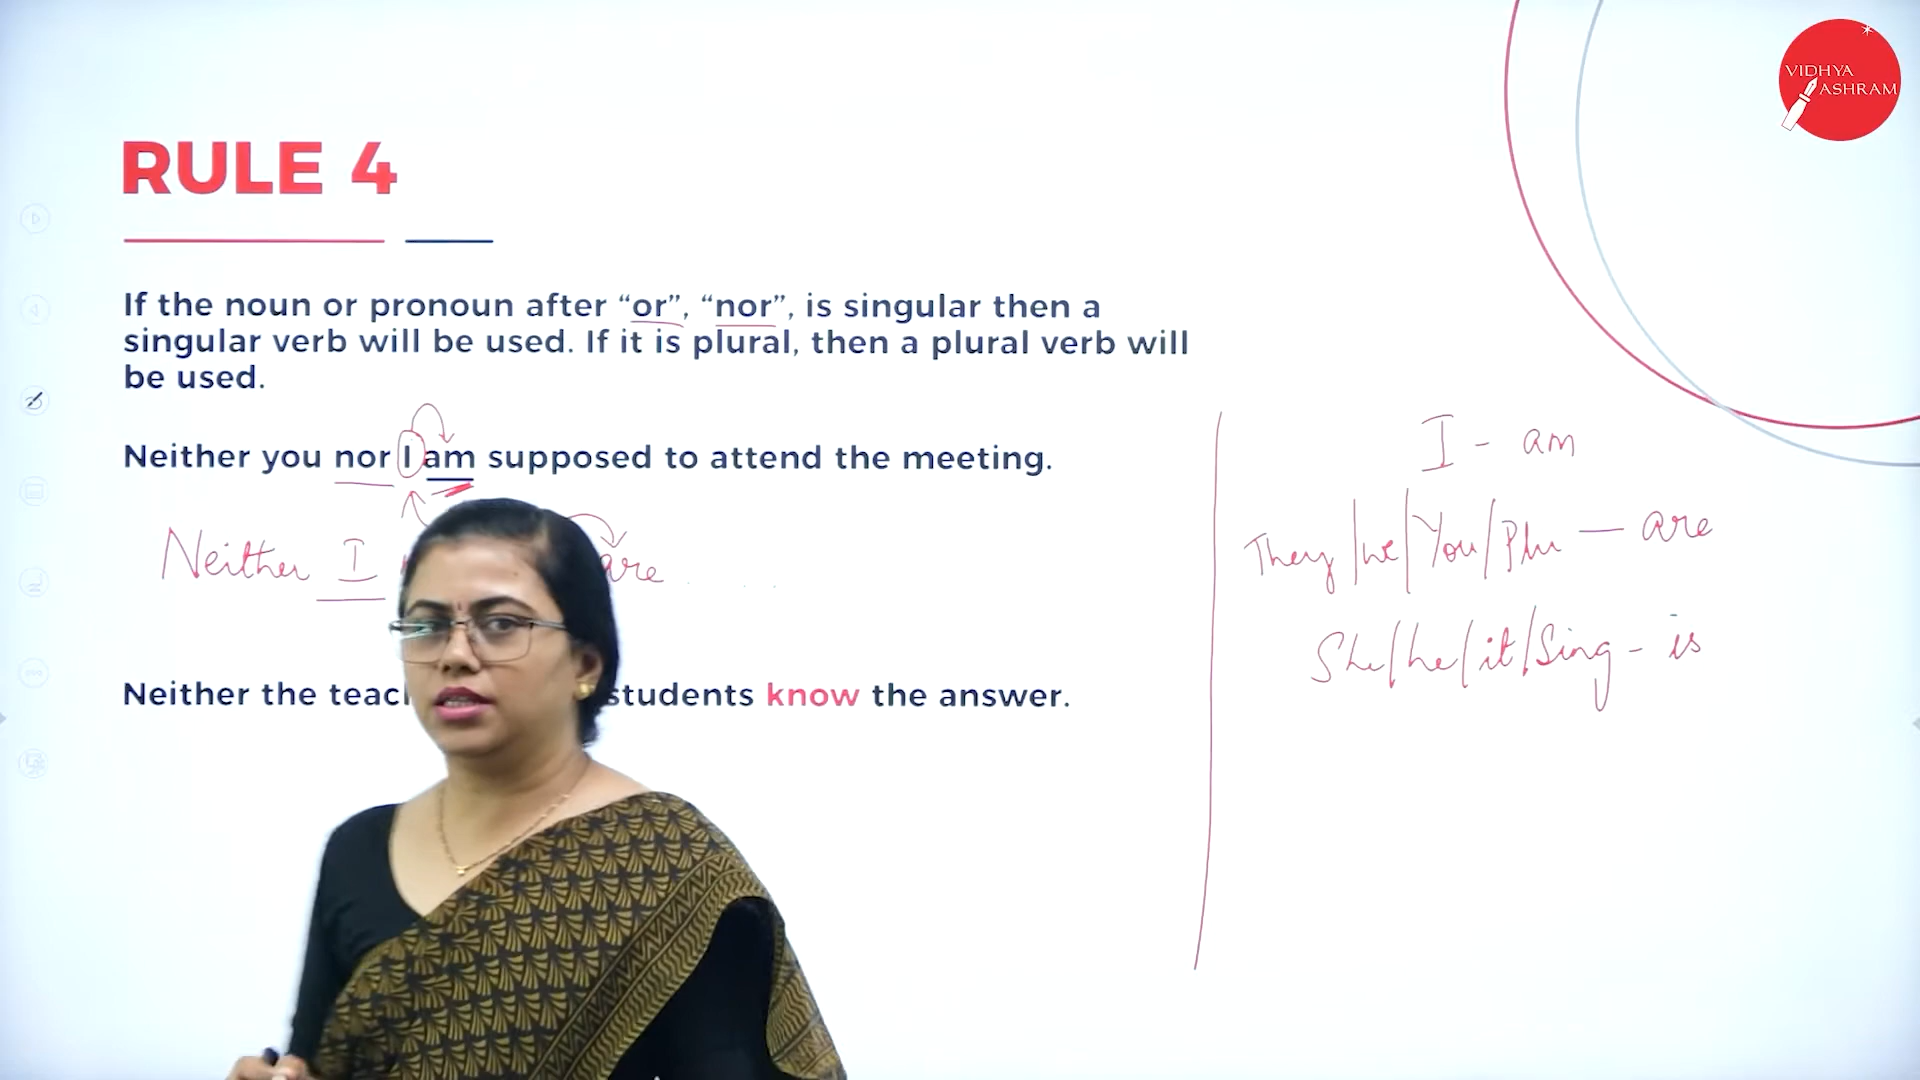 VIDHYA
ASHRAM
RULE 4
If the noun or pronoun after “or”, “nor”, is singular then a
singular verb will be used. If it is plural, then a plural verb will
be used.
Neither you nor I am supposed to attend the meeting.
Neither I are
Neither the students know the answer.
I - am
They/we/You/Plu — are
She/he/it/Sing - is